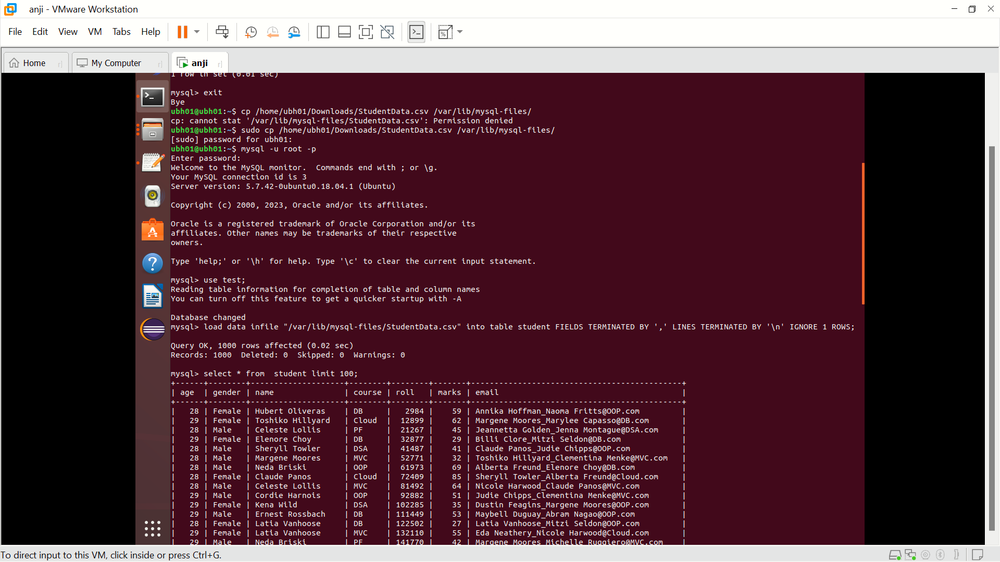 anji - VMware Workstation
File Edit View VM Tabs Help
Home My Computer anji
1 row in set (0.01 sec)
mysql> exit
Bye
ubh01@ubh01:~$ cp /home/ubh01/Downloads/StudentData.csv /var/lib/mysql-files/
cp: cannot stat '/var/lib/mysql-files/StudentData.csv': Permission denied
ubh01@ubh01:~$ sudo cp /home/ubh01/Downloads/StudentData.csv /var/lib/mysql-files/
[sudo] password for ubh01:
ubh01@ubh01:~$ mysql -u root -p
Enter password:
Welcome to the MySQL monitor.  Commands end with ; or \g.
Your MySQL connection id is 3
Server version: 5.7.42-0ubuntu0.18.04.1 (Ubuntu)
Copyright (c) 2000, 2023, Oracle and/or its affiliates.
Oracle is a registered trademark of Oracle Corporation and/or its
affiliates. Other names may be trademarks of their respective
owners.
Type 'help;' or '\h' for help. Type '\c' to clear the current input statement.
mysql> use test;
Reading table information for completion of table and column names
You can turn off this feature to get a quicker startup with -A
Database changed
mysql> load data infile "/var/lib/mysql-files/StudentData.csv" into table student FIELDS TERMINATED BY ',' LINES TERMINATED BY '\n' IGNORE 1 ROWS;
Query OK, 1000 rows affected (0.02 sec)
Records: 1000  Deleted: 0  Skipped: 0  Warnings: 0
mysql> select * from  student limit 100;
| age | gender | name | course | roll | marks | email |
| 28 | Female | Hubert Oliveras | DB | 2984 | 59 | Annika Hoffman_Naoma Fritts@OOP.com |
| 29 | Female | Toshiko Hillyard | Cloud | 12899 | 62 | Margene Moores_Marylee Capasso@DB.com |
| 28 | Male | Celeste Lollis | PF | 21267 | 45 | Jeannetta Golden_Jenna Montague@DSA.com |
| 29 | Female | Elenore Choy | DB | 32877 | 29 | Billi Clore_Mitzi Seldon@DB.com |
| 28 | Male | Sheryll Towler | DSA | 41487 | 41 | Claude Panos_Judie Chipps@OOP.com |
| 28 | Male | Margene Moores | MVC | 52771 | 32 | Toshiko Hillyard_Clementina Menke@MVC.com |
| 28 | Male | Neda Briski | OOP | 61973 | 69 | Alberta Freund_Elenore Choy@DB.com |
| 28 | Female | Claude Panos | Cloud | 72409 | 85 | Sheryll Towler_Alberta Freund@Cloud.com |
| 28 | Male | Celeste Lollis | MVC | 81492 | 64 | Nicole Harwood_Claude Panos@MVC.com |
| 29 | Male | Cordie Harnois | OOP | 92882 | 51 | Judie Chipps_Clementina Menke@MVC.com |
| 29 | Female | Kena Wild | DSA | 102285 | 35 | Dustin Feagins_Margene Moores@OOP.com |
| 29 | Male | Ernest Rossbach | DB | 111449 | 53 | Maybell Duguay_Abram Nagao@OOP.com |
| 28 | Female | Latia Vanhoose | DB | 122502 | 27 | Latia Vanhoose_Mitzi Seldon@OOP.com |
| 29 | Female | Latia Vanhoose | MVC | 132110 | 55 | Eda Neathery_Nicole Harwood@Cloud.com |
| 29 | Male | Neda Briski | PF | 141770 | 42 | Margene Moores_Michelle Ruggiero@MVC.com |
To direct input to this VM, click inside or press Ctrl+G.